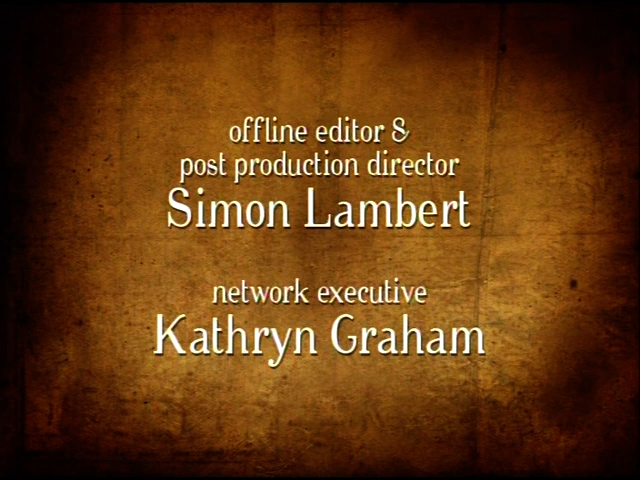 offline editor &
post production director
Simon Lambert
network executive
Kathryn Graham